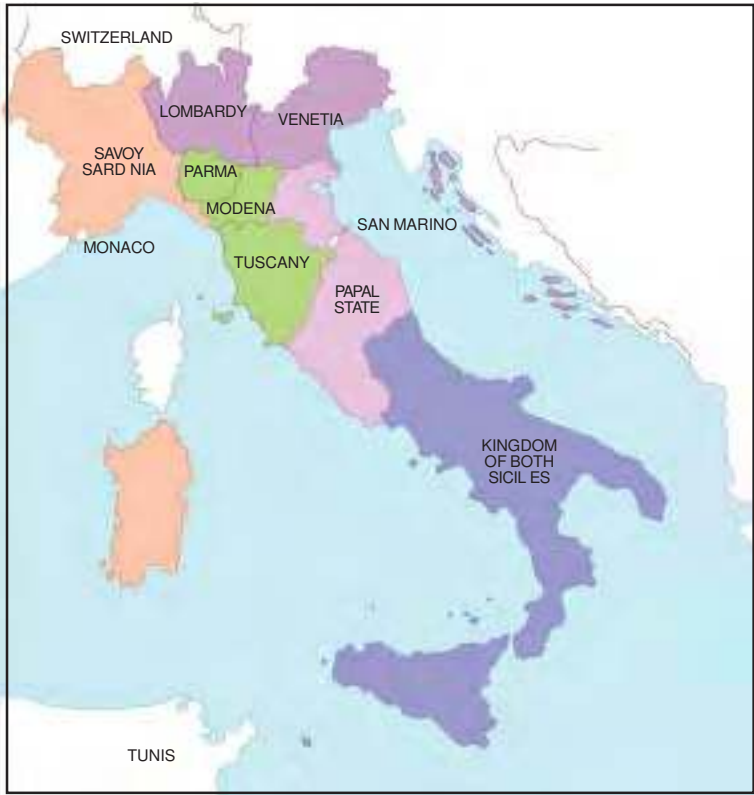 SWITZERLAND
LOMBARDY
VENETIA
SAVOY
SARD NIA
PARMA
MODENA
SAN MARINO
MONACO
TUSCANY
PAPAL
STATE
KINGDOM
OF BOTH
SICIL ES
TUNIS